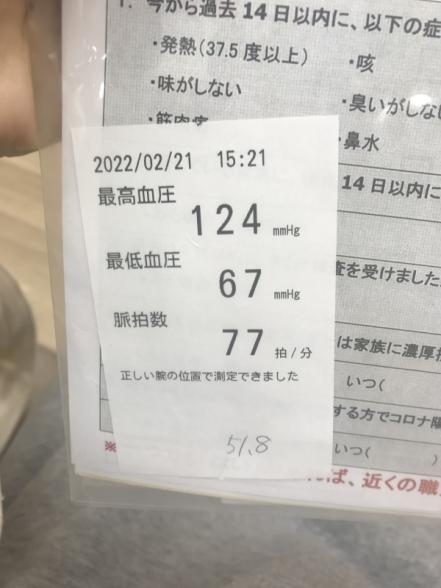 1. 今から過去14日以内に、以下の症
・発熱（37.5度以上）　・咳
・味がしない　・臭いがしない
・鼻水
2022/02/21　15:21
最高血圧
124 mmHg
最低血圧
67 mmHg
脈拍数
77 拍/分
正しい腕の位置で測定できました
51.8
14日以内に
査を受けました
は家族に濃厚
いつ（
する方でコロナ
いつ（　　　）
※
ば、近くの職